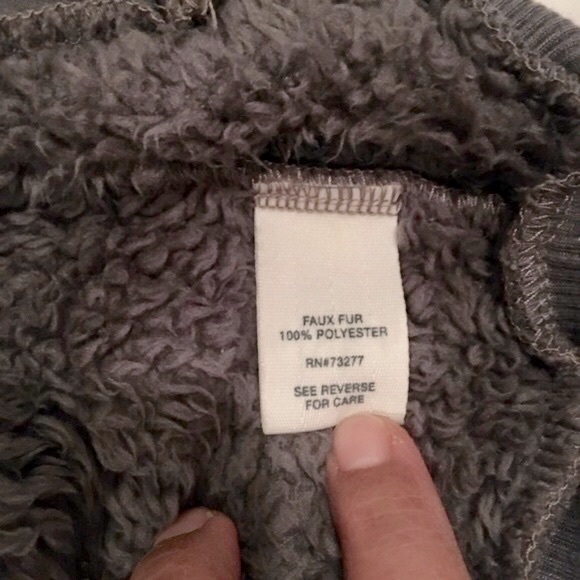 FAUX FUR
100% POLYESTER
RN#73277
SEE REVERSE
FOR CARE